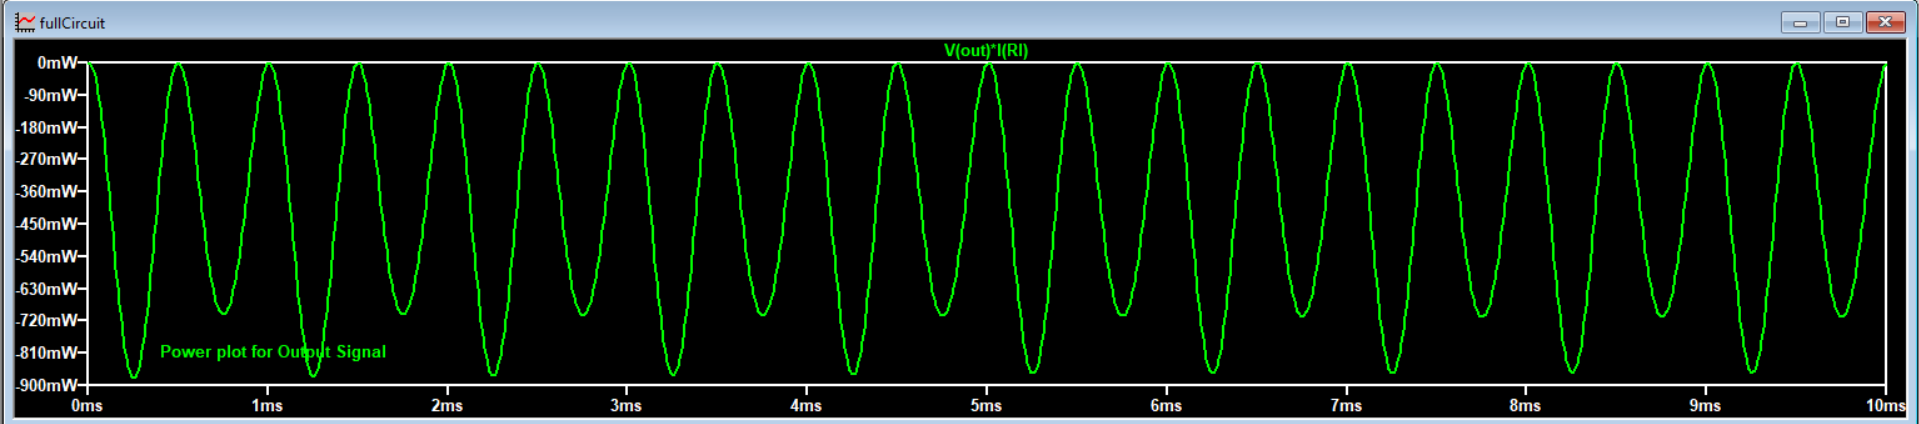 fullCircuit
V(out)*I(Rl)
0mW
-90mW
-180mW
-270mW
-360mW
-450mW
-540mW
-630mW
-720mW
-810mW
-900mW
Power plot for Output Signal
0ms 1ms 2ms 3ms 4ms 5ms 6ms 7ms 8ms 9ms 10ms